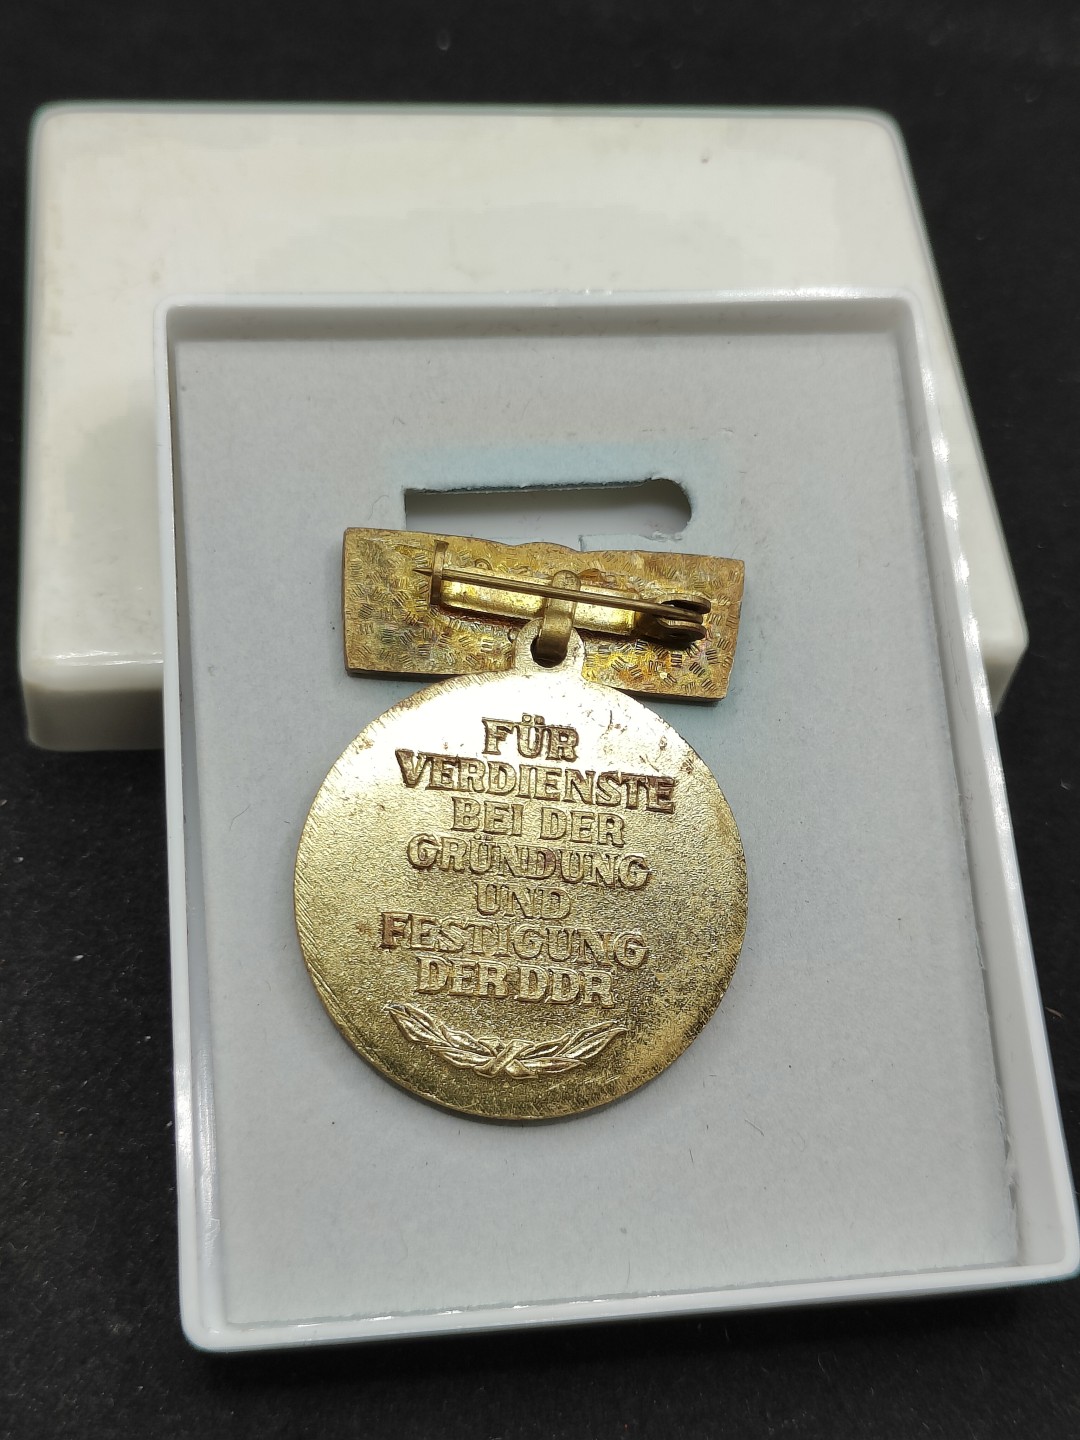 FÜR
VERDIENSTE
BEI DER
GRÜNDUNG
UND
FESTIGUNG
DER DDR